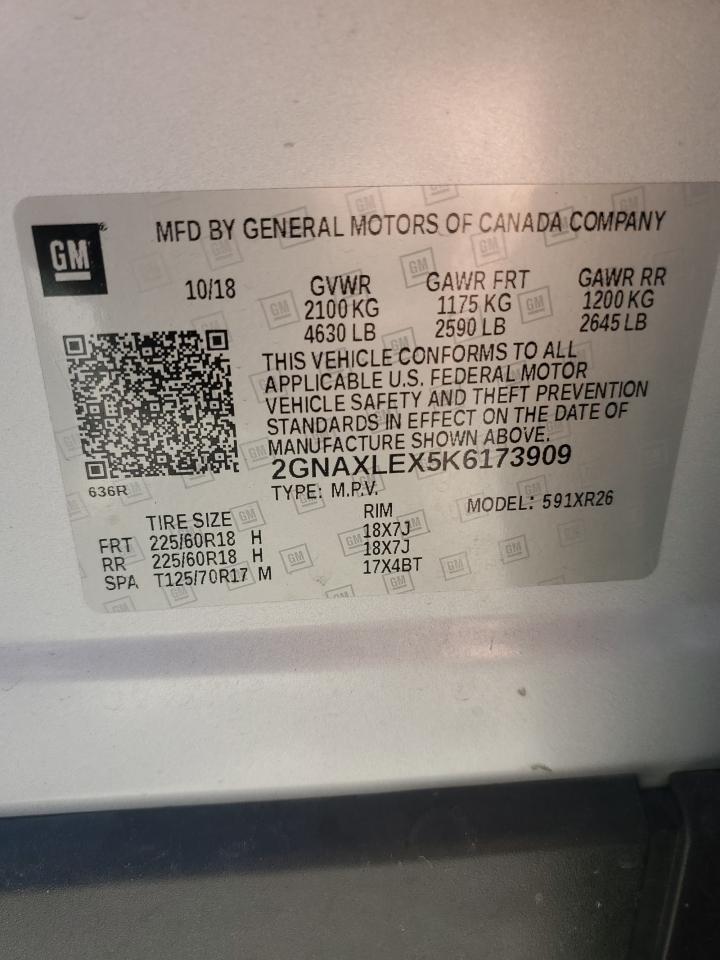 GM
MFD BY GENERAL MOTORS OF CANADA COMPANY
10/18 GVWR GAWR FRT GAWR RR
2100 KG 1175 KG 1200 KG
4630 LB 2590 LB 2645 LB
THIS VEHICLE CONFORMS TO ALL
APPLICABLE U.S. FEDERAL MOTOR
VEHICLE SAFETY AND THEFT PREVENTION
STANDARDS IN EFFECT ON THE DATE OF
MANUFACTURE SHOWN ABOVE.
2GNAXLEX5K6173909
636R
TYPE: M.P.V. MODEL: 591XR26
TIRE SIZE RIM
FRT 225/60R18 H 18X7J
RR 225/60R18 H 18X7J
SPA T125/70R17 M 17X4BT